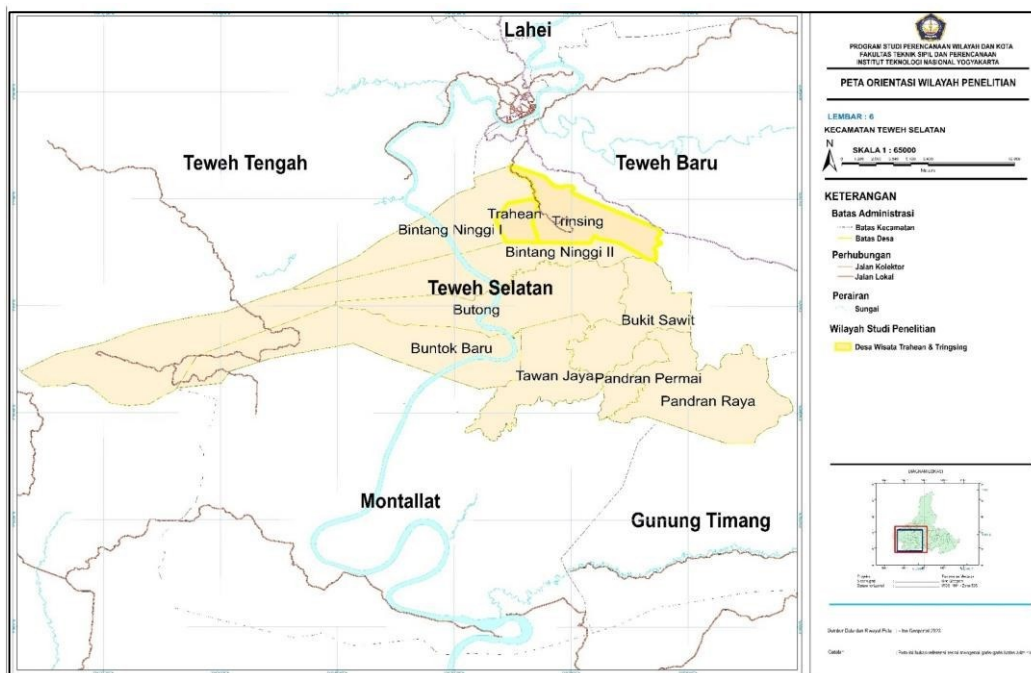 Lahei
Teweh Tengah
Teweh Baru
Trahean
Trinsing
Bintang Ninggi I
Bintang Ninggi II
Teweh Selatan
Butong
Bukit Sawit
Buntok Baru
Tawan Jaya
Pandran Permai
Pandran Raya
Montallat
Gunung Timang
PROGRAM STUDI PERENCANAAN WILAYAH DAN KOTA
FAKULTAS TEKNIK SIPIL DAN PERENCANAAN
INSTITUT TEKNOLOGI NASIONAL YOGYAKARTA
PETA ORIENTASI WILAYAH PENELITIAN
LEMBAR : 6
KECAMATAN TEWEH SELATAN
N
SKALA 1 : 65000
KETERANGAN
Batas Administrasi
Batas Kecamatan
Batas Desa
Perhubungan
Jalan Kolektor
Jalan Lokal
Perairan
Sungai
Wilayah Studi Penelitian
Desa Wisata Trahean & Tringsing